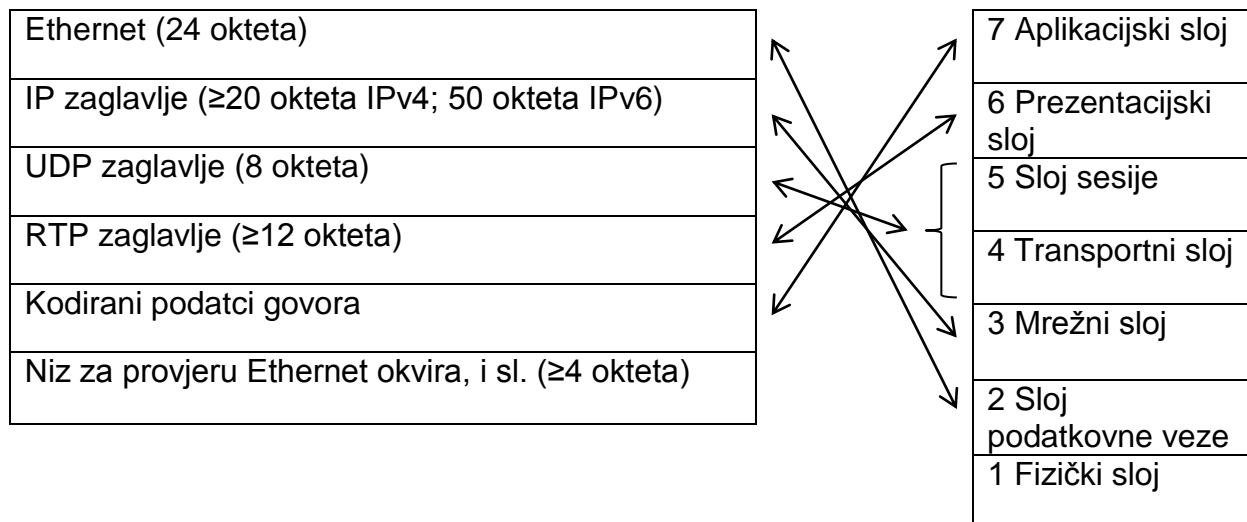 Ethernet (24 okteta)
IP zaglavlje (≥20 okteta IPv4; 50 okteta IPv6)
UDP zaglavlje (8 okteta)
RTP zaglavlje (≥12 okteta)
Kodirani podatci govora
Niz za provjeru Ethernet okvira, i sl. (≥4 okteta)
7 Aplikacijski sloj
6 Prezentacijski
sloj
5 Sloj sesije
4 Transportni sloj
3 Mrežni sloj
2 Sloj
podatkovne veze
1 Fizički sloj